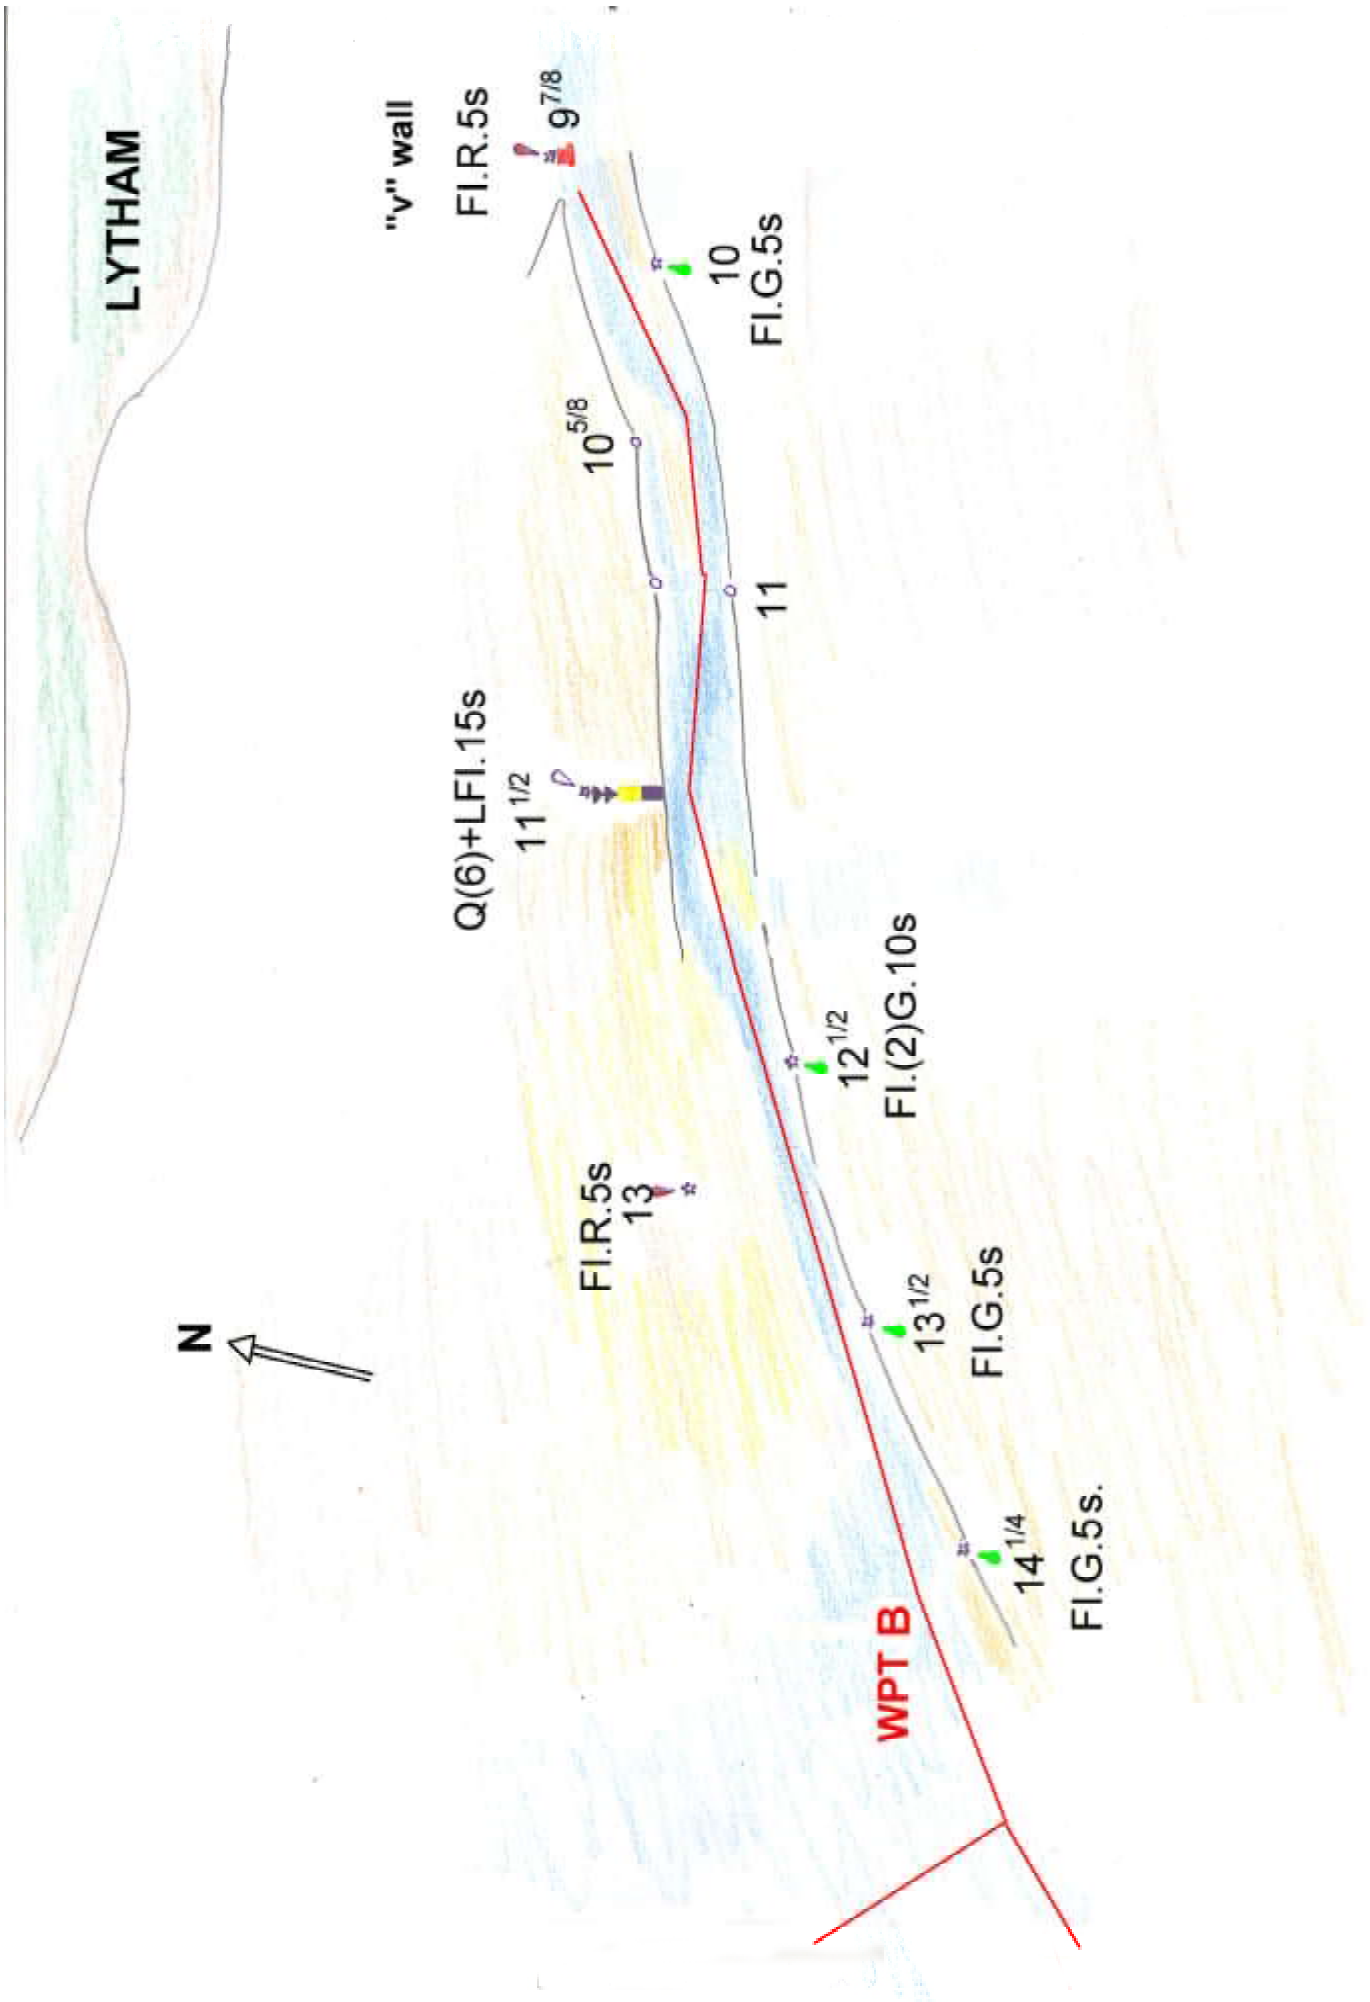 LYTHAM
N
"v" wall
Fl.R.5s
9 7/8
Q(6)+LFl.15s
11 1/2
10 5/8
Fl.R.5s
13
10
Fl.G.5s
11
12 1/2
Fl.(2)G.10s
13 1/2
Fl.G.5s
WPT B
14 1/4
Fl.G.5s.